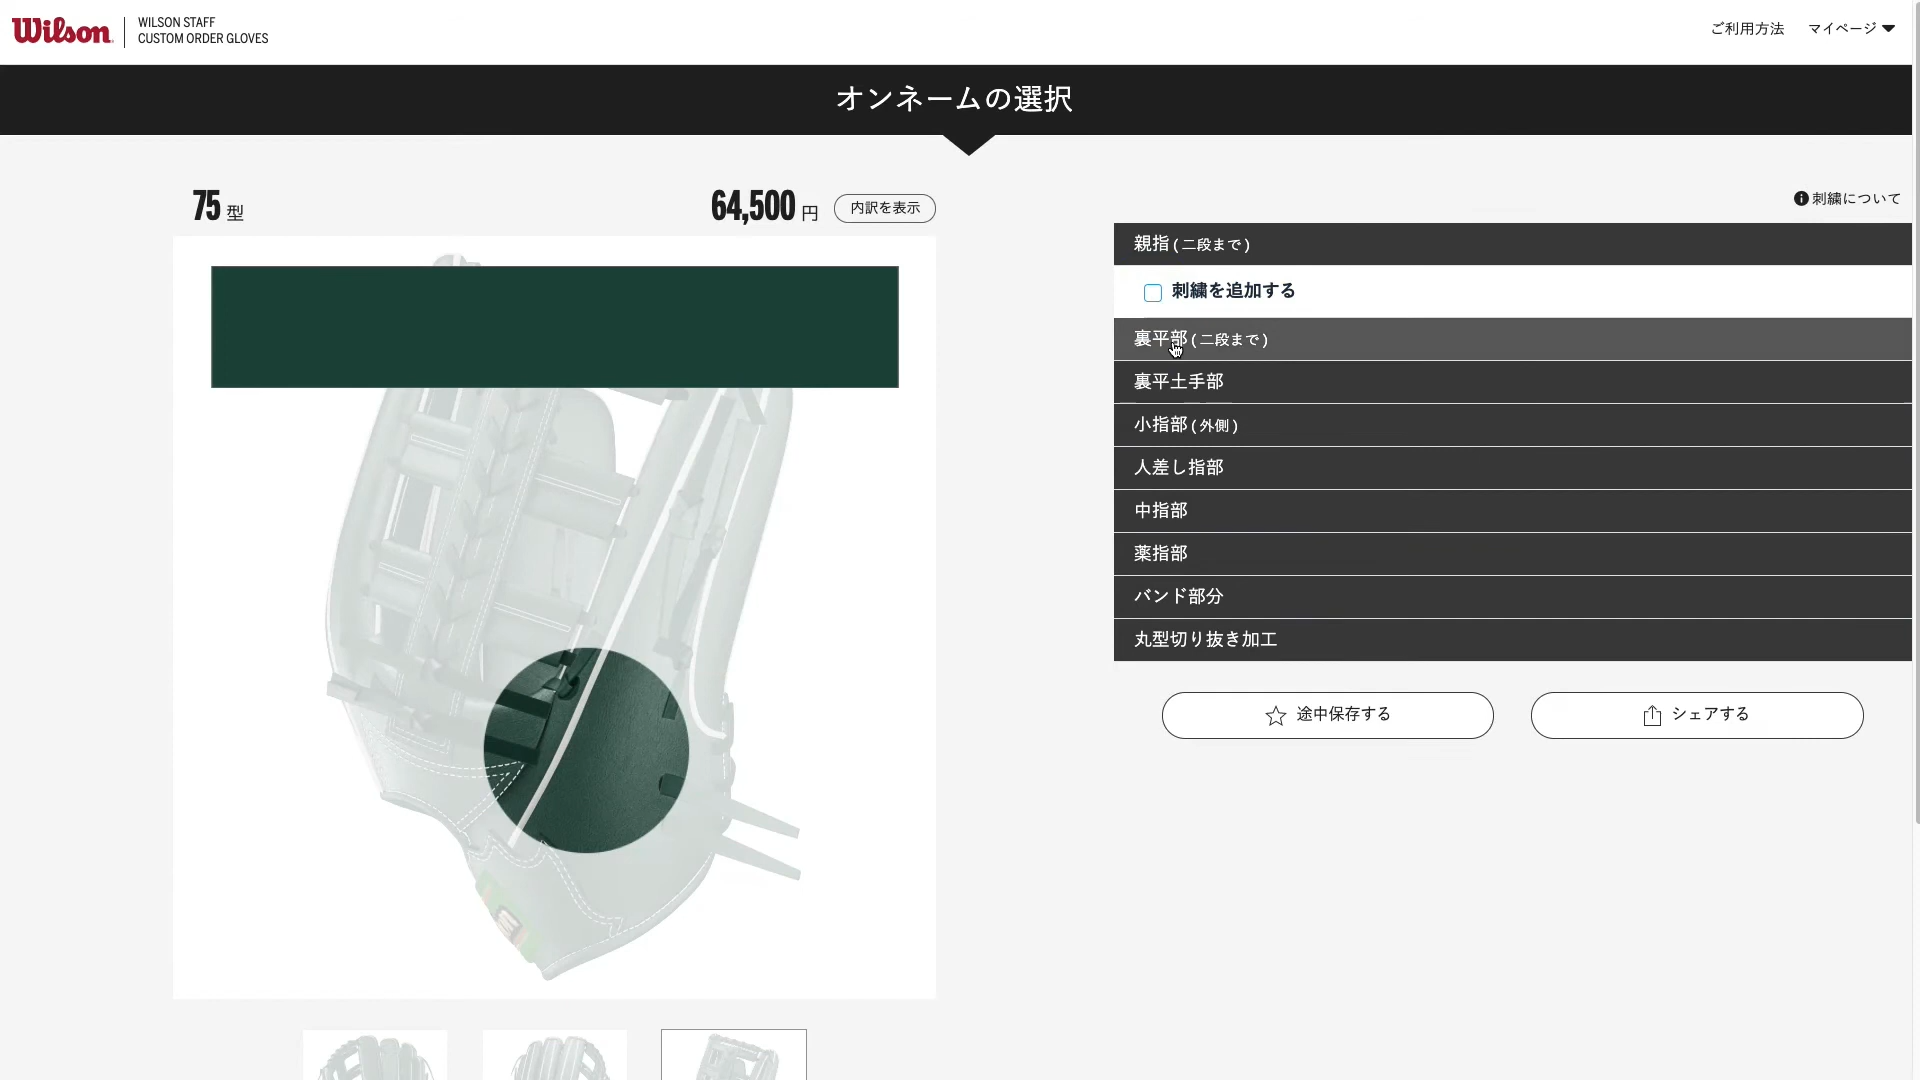 Wilson
WILSON STAFF
CUSTOM ORDER GLOVES
ご利用方法
マイページ
オンネームの選択
75 型
64,500 円
内訳を表示
刺繍について
親指 ( 二段まで )
刺繍を追加する
裏平部 ( 二段まで )
裏平土手部
小指部 ( 外側 )
人差し指部
中指部
薬指部
バンド部分
丸型切り抜き加工
途中保存する
シェアする